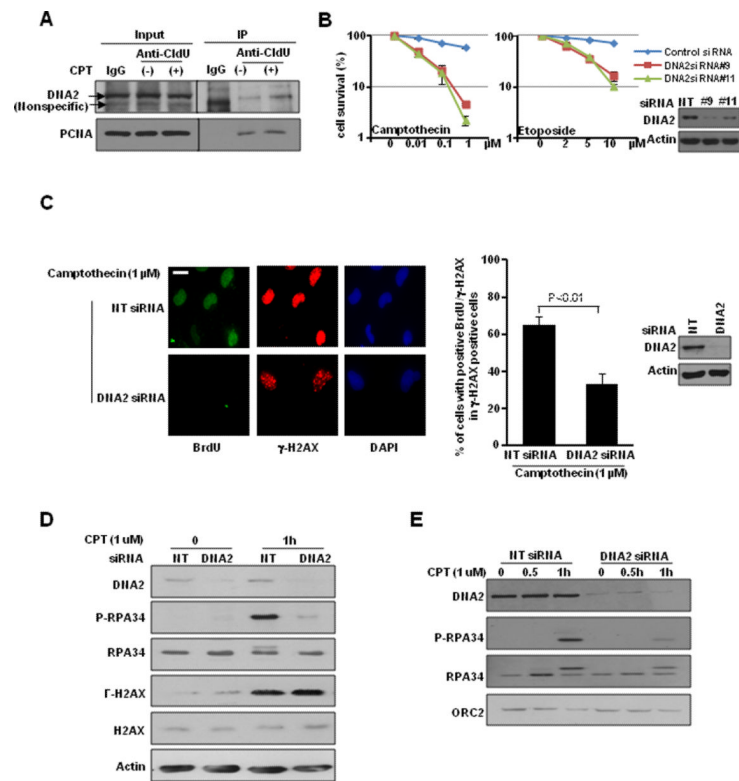 A
Input
IP
Anti-CldU
Anti-CldU
CPT
IgG
(-)
(+)
IgG
(-)
(+)
DNA2
(Nonspecific)
PCNA
B
cell survival (%)
100
10
1
Camptothecin
0
0.01
0.1
1
μM
100
10
1
Etoposide
0
2
5
10
μM
Control siRNA
DNA2siRNA#9
DNA2siRNA#11
siRNA
NT
#9
#11
DNA2
Actin
C
Camptothecin (1 μM)
NT siRNA
DNA2 siRNA
BrdU
γ-H2AX
DAPI
% of cells with positive BrdU/γ-H2AX
in γ-H2AX positive cells
100
80
60
40
20
0
P<0.01
NT siRNA
DNA2 siRNA
Camptothecin (1 μM)
siRNA
NT
DNA2
DNA2
Actin
D
CPT (1 uM)
0
1h
siRNA
NT
DNA2
NT
DNA2
DNA2
P-RPA34
RPA34
Γ-H2AX
H2AX
Actin
E
NT siRNA
DNA2 siRNA
CPT (1 uM)
0
0.5
1h
0
0.5h
1h
DNA2
P-RPA34
RPA34
ORC2